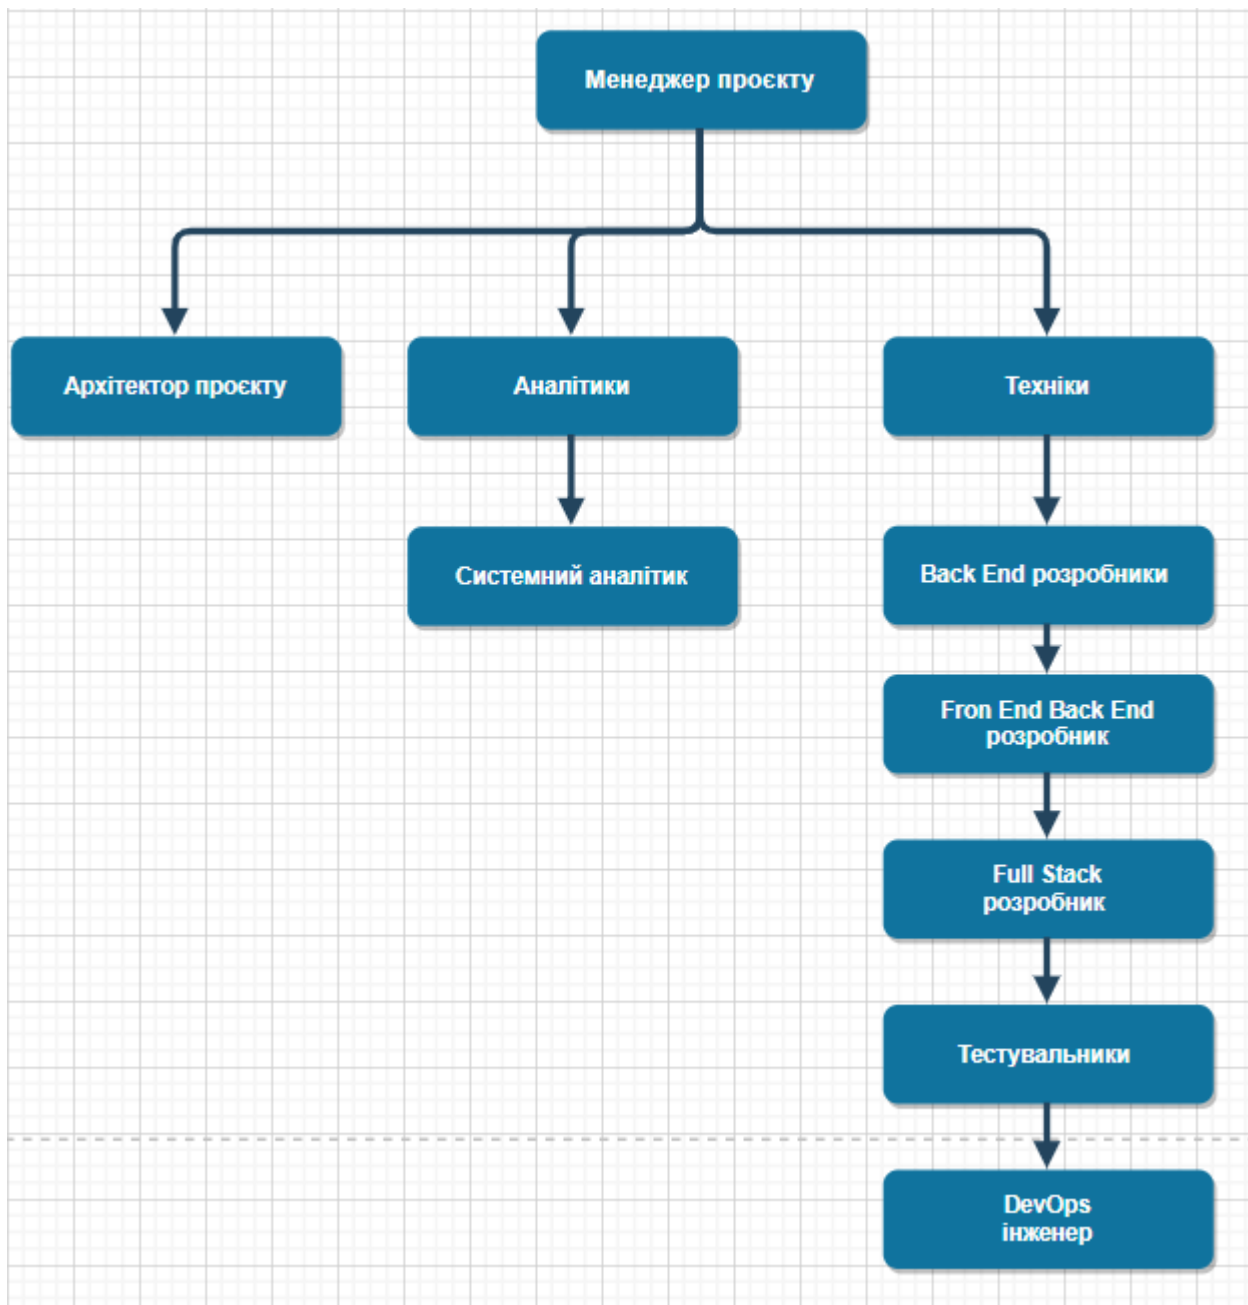 Менеджер проєкту
Архітектор проєкту
Аналітики
Техніки
Системний аналітик
Back End розробники
Fron End Back End
розробник
Full Stack
розробник
Тестувальники
DevOps
інженер